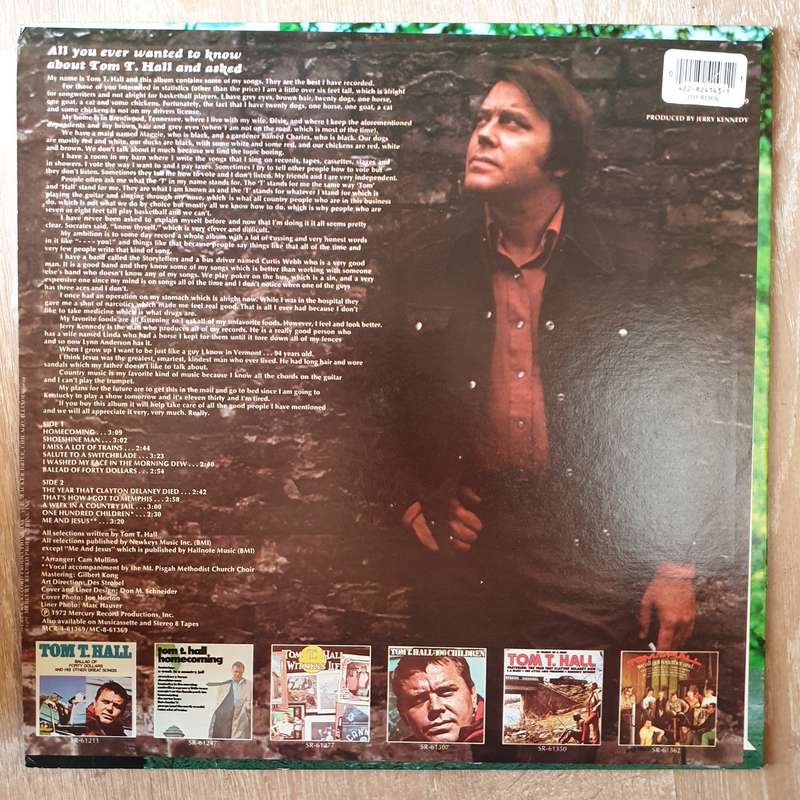 All you ever wanted to know
about Tom T. Hall and asked
My name is Tom T. Hall and this album contains some of my songs. They are the best I have recorded.
For those of you interested in statistics (other than the price) I am a little over six feet tall, which is alright
for songwriters and not alright for basketball players. I have grey eyes, brown hair, twenty dogs, one horse,
one goat, a cat and some chickens. Fortunately, the fact that I have twenty dogs, one horse, one goat, a cat
and some chickens is not on my drivers license.
My home is in Brentwood, Tennessee, where I live with my wife, Dixie, and where I keep the aforementioned
dependents and my brown hair and grey eyes (when I am not on the road, which is most of the time).
We have a maid named Maggie, who is black, and a gardener named Charles, who is black. Our dogs
are mostly red and white, our ducks are black, with some white and some red, and our chickens are red, white
and brown. We don't talk about it much because we find the topic boring.
I have a room in my barn where I write the songs that I sing on records, tapes, cassettes, stages and
in showers. I vote the way I want to and I pay taxes. Sometimes I try to tell other people how to vote but
they don't listen. Sometimes they tell me how to vote and I don't listen. My friends and I are very independent.
People often ask me what the 'T' in my name stands for. The 'T' stands for me the same way 'Tom'
and 'Hall' stand for me. They are what I am known as and the 'T' stands for whatever I stand for which is
playing the guitar and singing through my nose, which is what all country people who are in this business
do, which is not what we do by choice but mostly all we know how to do, which is why people who are
seven or eight feet tall play basketball and we can't.
I have never been asked to explain myself before and now that I'm doing it it all seems pretty
clear. Socrates said, "know thyself," which is very clever and difficult.
My ambition is to some day record a whole album with a lot of cussing and very honest words
in it like "- - - - you!" and things like that because people say things like that all of the time and
very few people write that kind of song.
I have a band called the Storytellers and a bus driver named Curtis Webb who is a very good
man. It is a good band and they know some of my songs which is better than working with someone
else's band who doesn't know any of my songs. We play poker on the bus, which is a sin, and a very
expensive one since my mind is on songs all of the time and I don't notice when one of the guys
has three aces and I don't.
I once had an operation on my stomach which is alright now. While I was in the hospital they
gave me a shot of narcotics which made me feel real good. That is all I ever had because I don't
like to take medicine which is what drugs are.
My favorite foods are all fattening so I eat all of my unfavorite foods. However, I feel and look better.
Jerry Kennedy is the man who produces all of my records. He is a really good person who
has a wife named Linda who had a horse I kept for them until it tore down all of my fences
and so now Lynn Anderson has it.
When I grow up I want to be just like a guy I know in Vermont . . . 94 years old.
I think Jesus was the greatest, smartest, kindest man who ever lived. He had long hair and wore
sandals which my father doesn't like to talk about.
Country music is my favorite kind of music because I know all the chords on the guitar
and I can't play the trumpet.
My plans for the future are to get this in the mail and go to bed since I am going to
Kentucky to play a show tomorrow and it's eleven thirty and I'm tired.
If you buy this album it will help take care of all the good people I have mentioned
and we will all appreciate it very, very much. Really.
SIDE 1
HOMECOMING . . . 3:09
SHOESHINE MAN . . . 3:02
I MISS A LOT OF TRAINS . . . 2:44
SALUTE TO A SWITCHBLADE . . . 3:23
I WASHED MY FACE IN THE MORNING DEW . . . 2:40
BALLAD OF FORTY DOLLARS . . . 2:54
SIDE 2
THE YEAR THAT CLAYTON DELANEY DIED . . . 2:42
THAT'S HOW I GOT TO MEMPHIS . . . 2:58
A WEEK IN A COUNTRY JAIL . . . 3:00
ONE HUNDRED CHILDREN* . . . 2:30
ME AND JESUS** . . . 3:20
All selections written by Tom T. Hall
All selections published by Newkeys Music Inc. (BMI)
except "Me And Jesus" which is published by Hallnote Music (BMI)
*Arranger: Cam Mullins
**Vocal accompaniment by the Mt. Pisgah Methodist Church Choir
Mastering: Gilbert Kong
Art Direction: Des Strobel
Cover and Liner Design: Don M. Schneider
Cover Photo: Joe Horton
Liner Photo: Marc Hauser
Ⓟ 1972 Mercury Record Productions, Inc.
Also available on Musicassette and Stereo 8 Tapes
MCR-4-61369/MC-8-61369
0 422-824143-1 1
9
PRODUCED BY JERRY KENNEDY
TOM T. HALL
BALLAD OF
FORTY DOLLARS
AND HIS OTHER GREAT SONGS
SR-61211
tom t. hall
homecoming
SR-61247
TOM T. HALL
WITNESS LIFE
SR-61277
TOM T. HALL/100 CHILDREN
SR-61307
TOM T. HALL
SR-61350
SR-61362